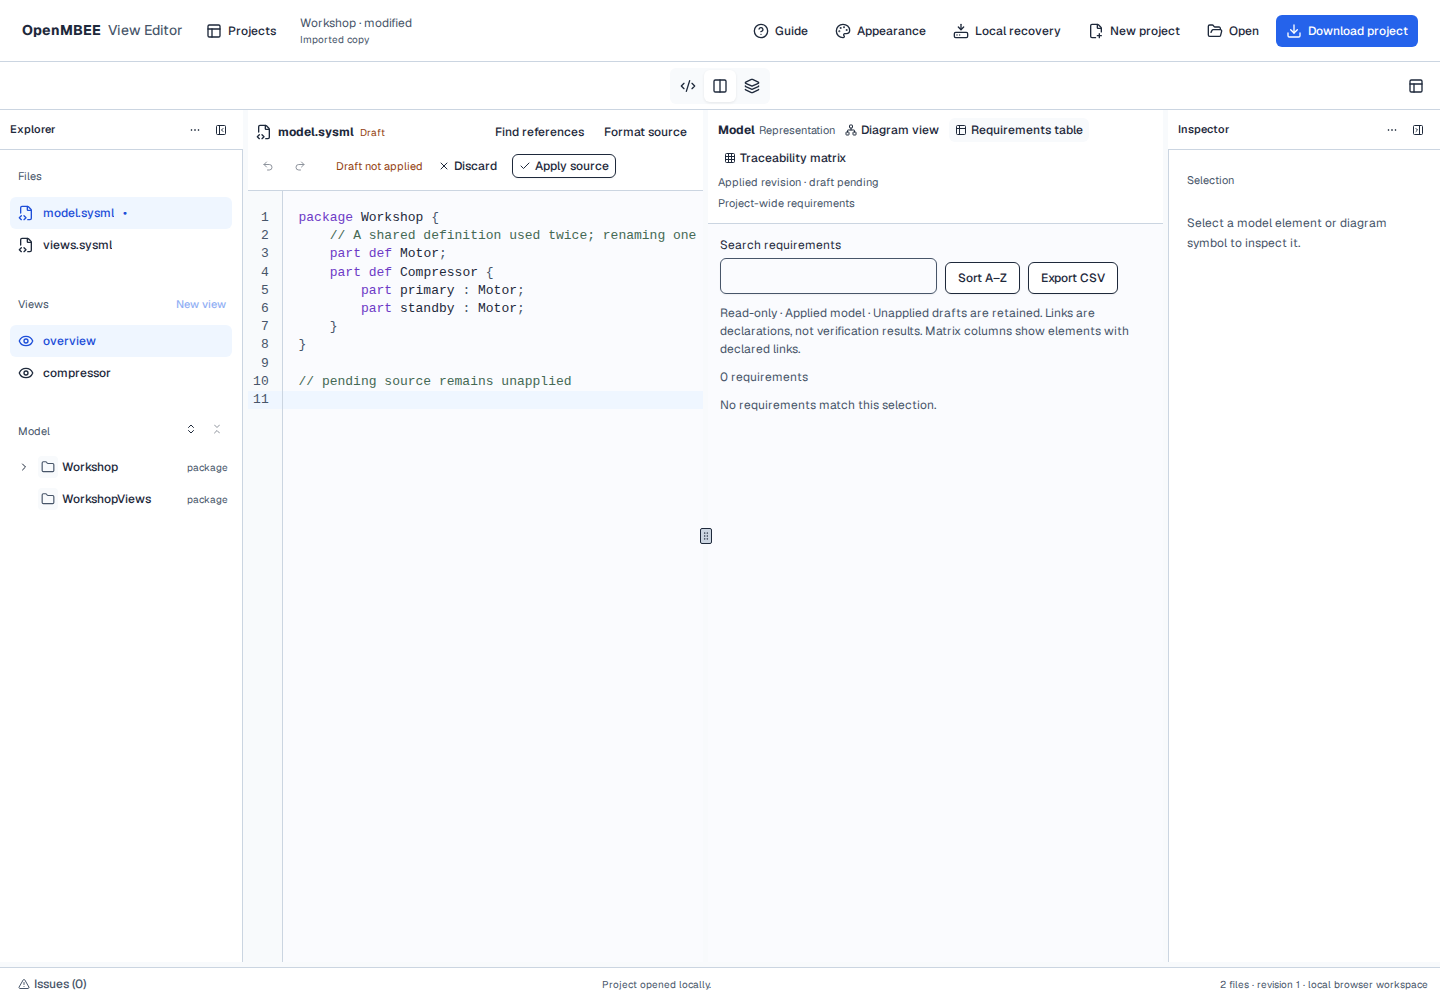 OpenMBEE View Editor
Projects
Workshop · modified
Imported copy
Guide
Appearance
Local recovery
New project
Open
Download project
Explorer
Files
model.sysml •
views.sysml
Views
New view
overview
compressor
Model
Workshop
package
WorkshopViews
package
model.sysml Draft
Find references
Format source
Draft not applied
Discard
Apply source
1 package Workshop {
2 // A shared definition used twice; renaming one
3 part def Motor;
4 part def Compressor {
5 part primary : Motor;
6 part standby : Motor;
7 }
8 }
9
10 // pending source remains unapplied
11
Model Representation
Diagram view
Requirements table
Traceability matrix
Applied revision · draft pending
Project-wide requirements
Search requirements
Sort A–Z
Export CSV
Read-only · Applied model · Unapplied drafts are retained. Links are
declarations, not verification results. Matrix columns show elements with
declared links.
0 requirements
No requirements match this selection.
Inspector
Selection
Select a model element or diagram
symbol to inspect it.
Issues (0)
Project opened locally.
2 files · revision 1 · local browser workspace